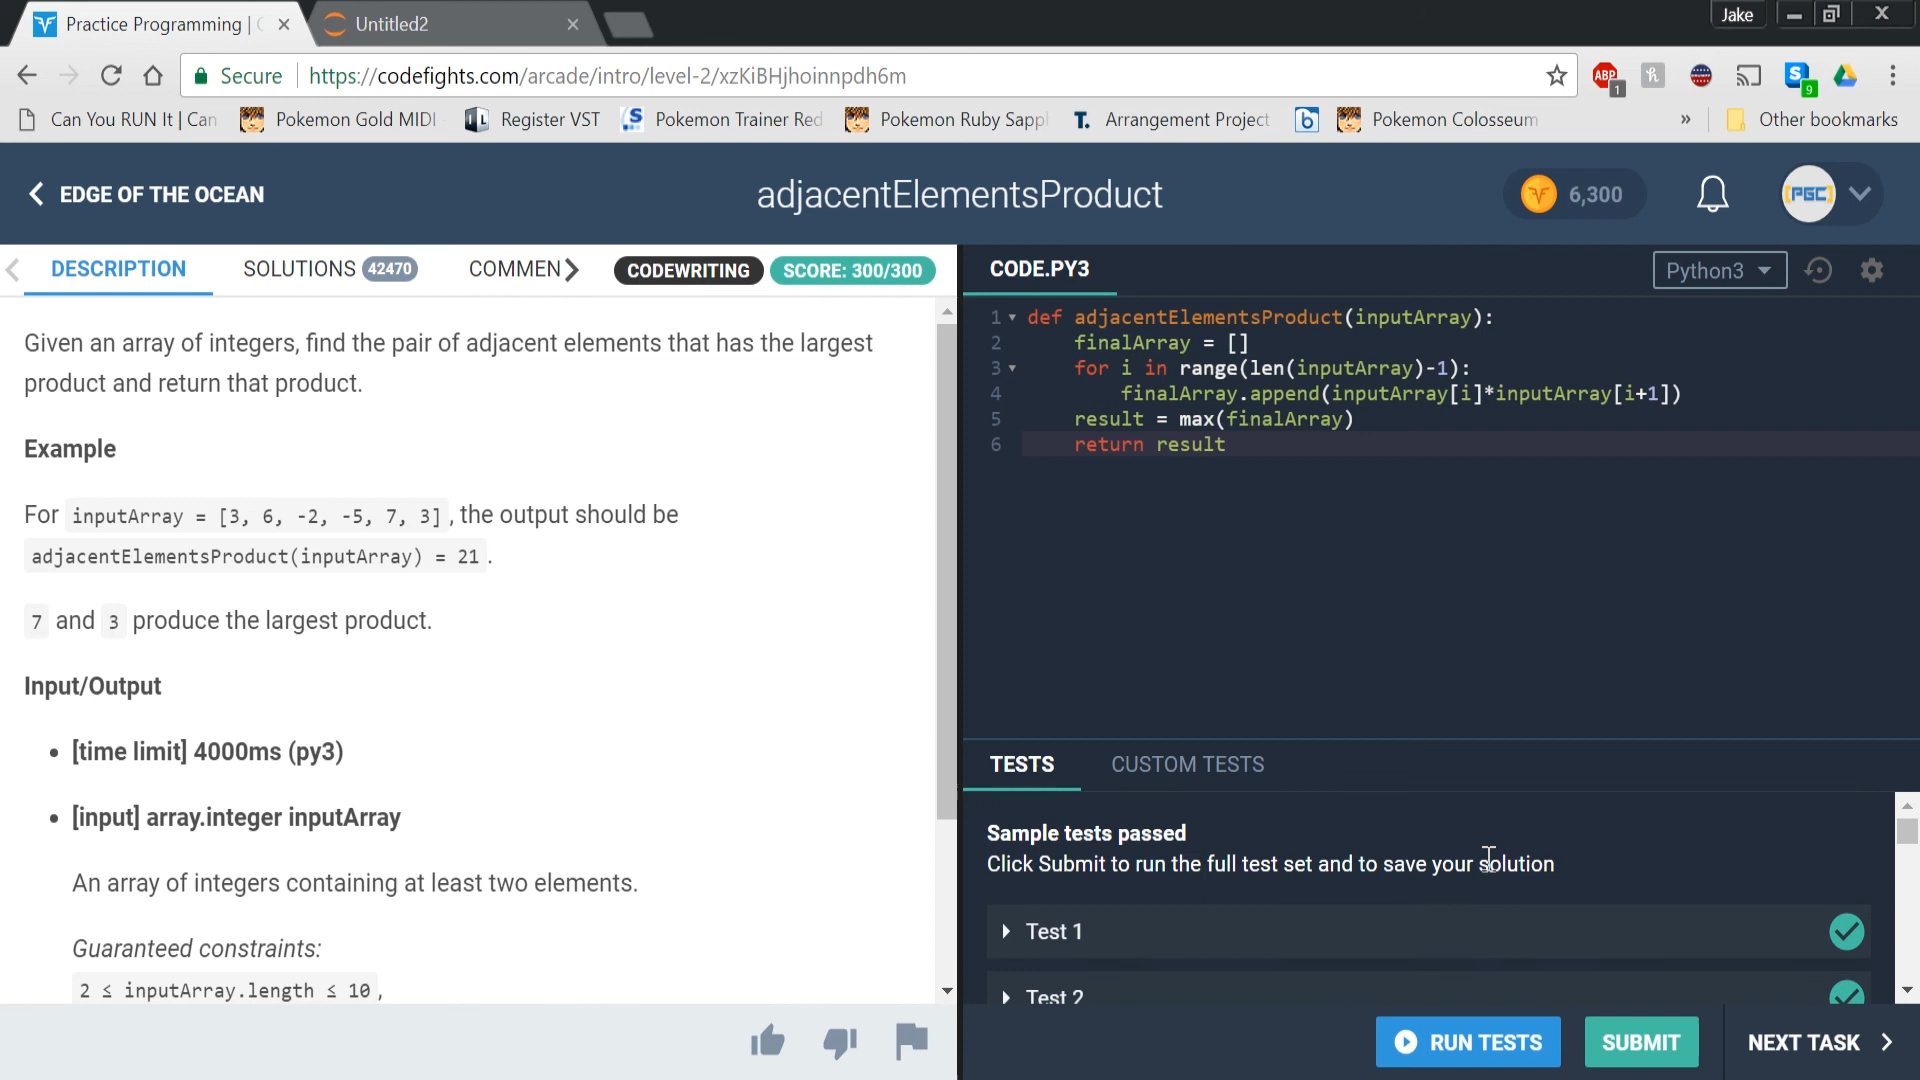 Practice Programming |
Untitled2
Jake
Secure
https://codefights.com/arcade/intro/level-2/xzKiBHjhoinnpdh6m
ABP
1
S
9
Can You RUN It | Can
Pokemon Gold MIDI
Register VST
Pokemon Trainer Red
Pokemon Ruby Sapp
Arrangement Project
Pokemon Colosseum
»
Other bookmarks
EDGE OF THE OCEAN
adjacentElementsProduct
6,300
[PGC]
DESCRIPTION
SOLUTIONS 42470
COMMEN
CODEWRITING
SCORE: 300/300
Given an array of integers, find the pair of adjacent elements that has the largest
product and return that product.
Example
For inputArray = [3, 6, -2, -5, 7, 3], the output should be
adjacentElementsProduct(inputArray) = 21.
7 and 3 produce the largest product.
Input/Output
• [time limit] 4000ms (py3)
• [input] array.integer inputArray
An array of integers containing at least two elements.
Guaranteed constraints:
2 ≤ inputArray.length ≤ 10,
CODE.PY3
Python3
1 def adjacentElementsProduct(inputArray):
2 finalArray = []
3 for i in range(len(inputArray)-1):
4 finalArray.append(inputArray[i]*inputArray[i+1])
5 result = max(finalArray)
6 return result
TESTS
CUSTOM TESTS
Sample tests passed
Click Submit to run the full test set and to save your solution
Test 1
Test 2
RUN TESTS
SUBMIT
NEXT TASK